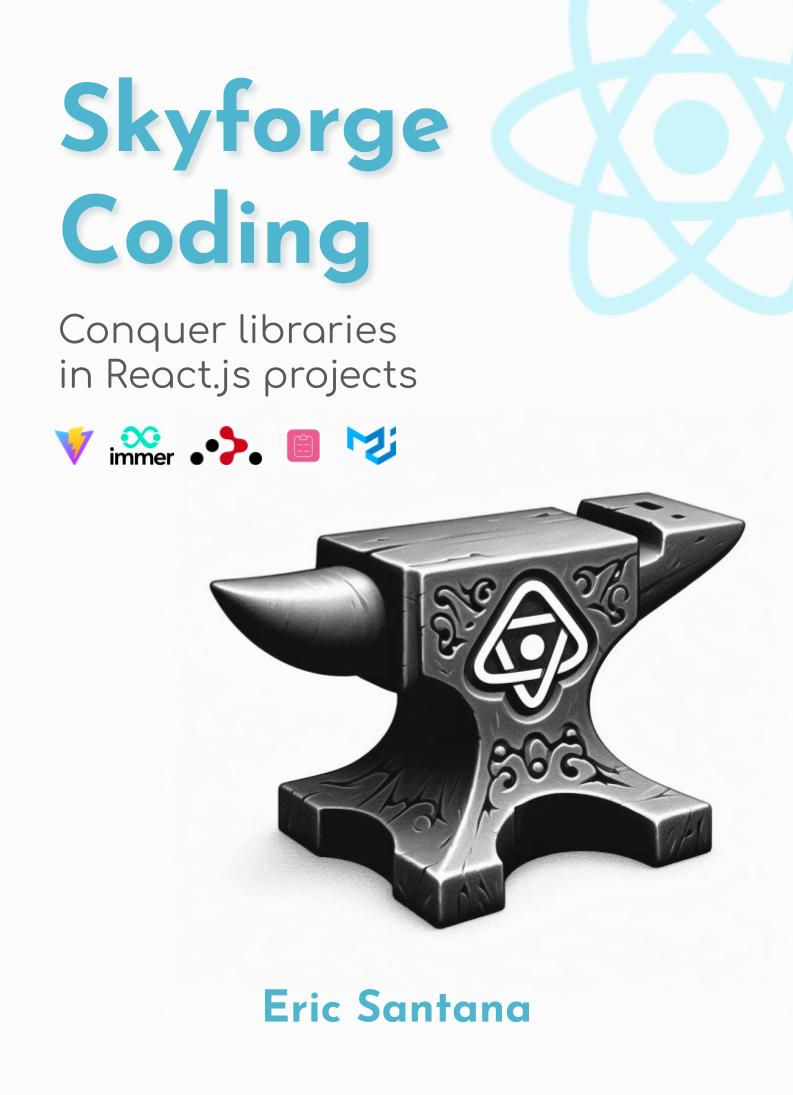 Skyforge
Coding
Conquer libraries
in React.js projects
immer
Eric Santana